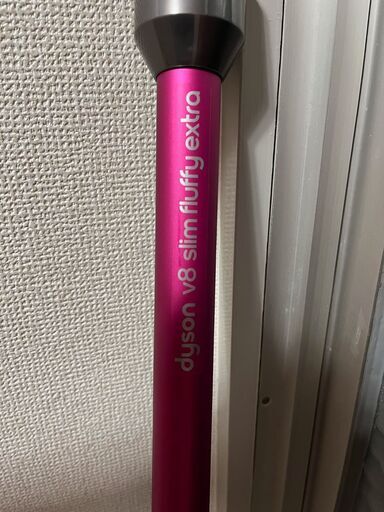 dyson v8 slim fluffy extra